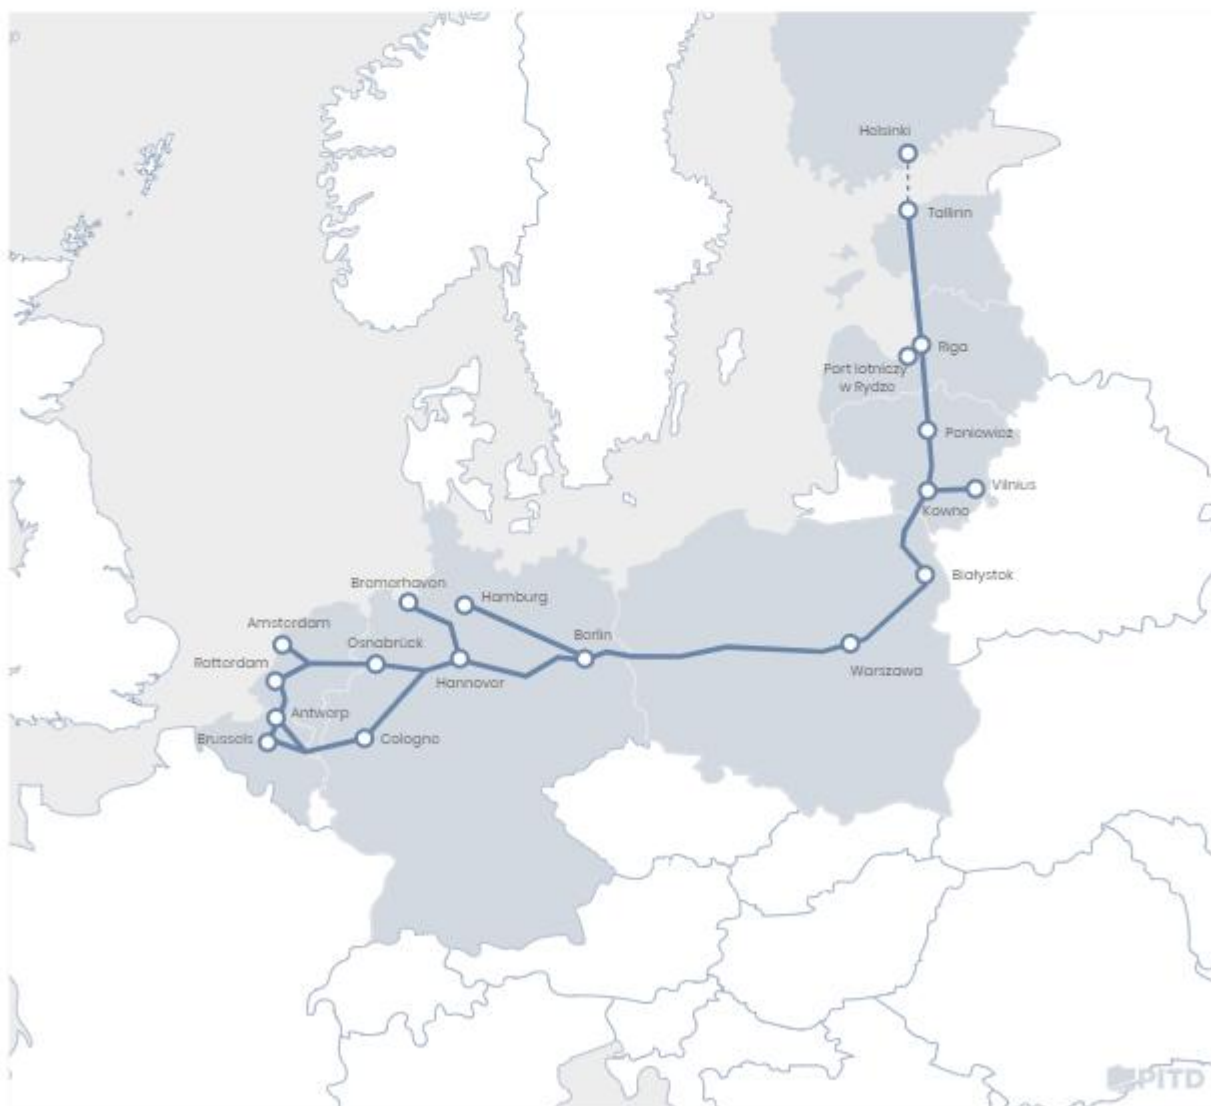 Helsinki
Tallinn
Riga
Port lotniczy
w Rydze
Poniewież
Vilnius
Kowno
Białystok
Bremerhaven
Hamburg
Amsterdam
Osnabrück
Berlin
Rotterdam
Hannover
Warszawa
Antwerp
Brussels
Cologne
PITD